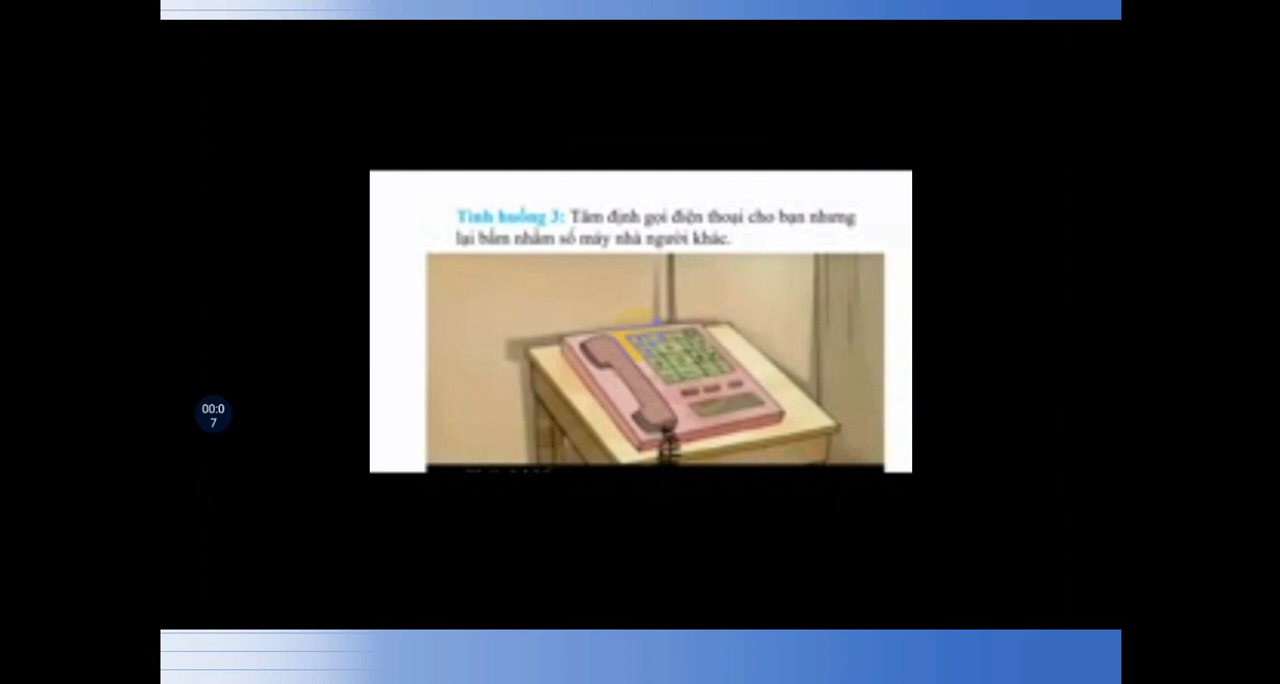 Tình huống 3: Tâm định gọi điện thoại cho bạn nhưng
lại bấm nhầm số máy nhà người khác.
00:0
7